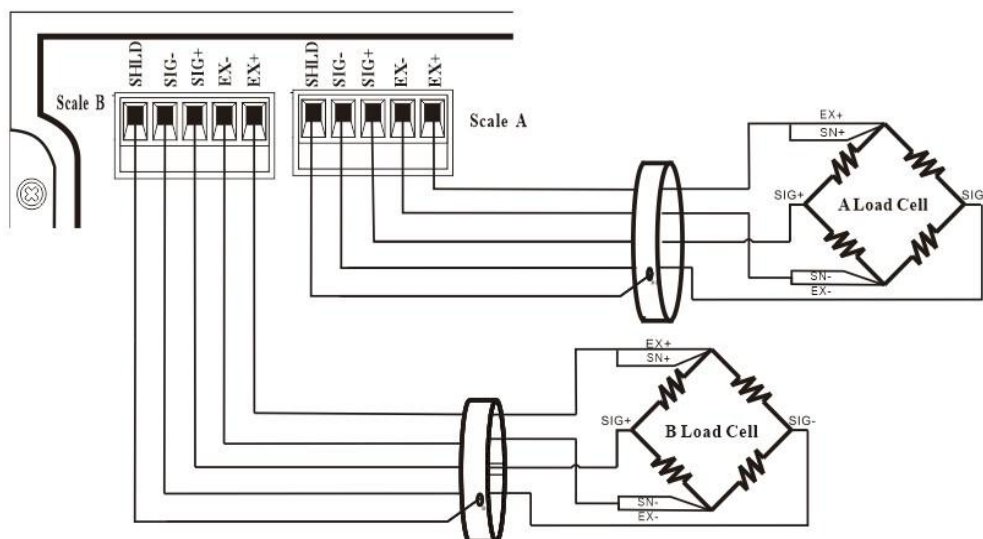 SHLD
SIG-
SIG+
EX-
EX+
SHLD
SIG-
SIG+
EX-
EX+
Scale B
Scale A
EX+
SN+
SIG+
A Load Cell
SIG
SN-
EX-
EX+
SN+
SIG+
B Load Cell
SIG-
SN-
EX-